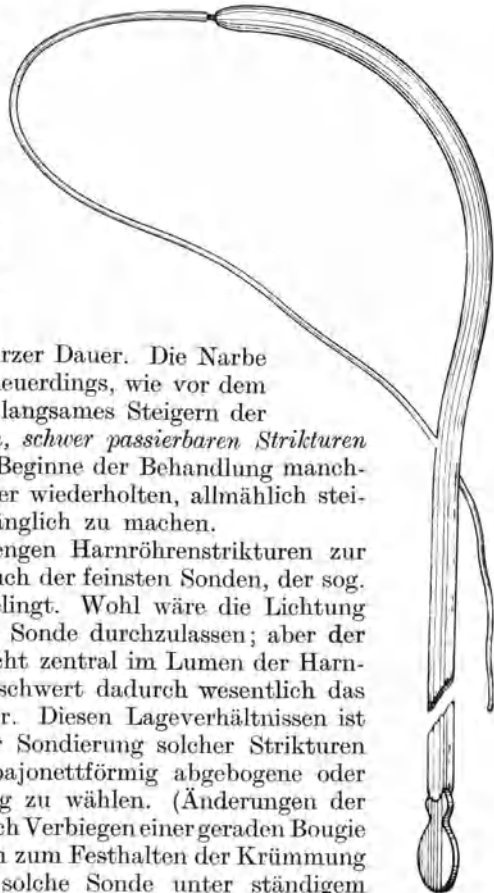 rzer Dauer. Die Narbe
euerdings, wie vor dem
langsames Steigern der
, schwer passierbaren Strikturen
Beginne der Behandlung manch-
er wiederholten, allmählich stei-
änglich zu machen.
engen Harnröhrenstrikturen zur
uch der feinsten Sonden, der sog.
elingt. Wohl wäre die Lichtung
Sonde durchzulassen; aber der
cht zentral im Lumen der Harn-
schwert dadurch wesentlich das
r. Diesen Lageverhältnissen ist
r Sondierung solcher Strikturen
bajonettförmig abgebogene oder
g zu wählen. (Änderungen der
ch Verbiegen einer geraden Bougie
n zum Festhalten der Krümmung
solche Sonde unter ständigem